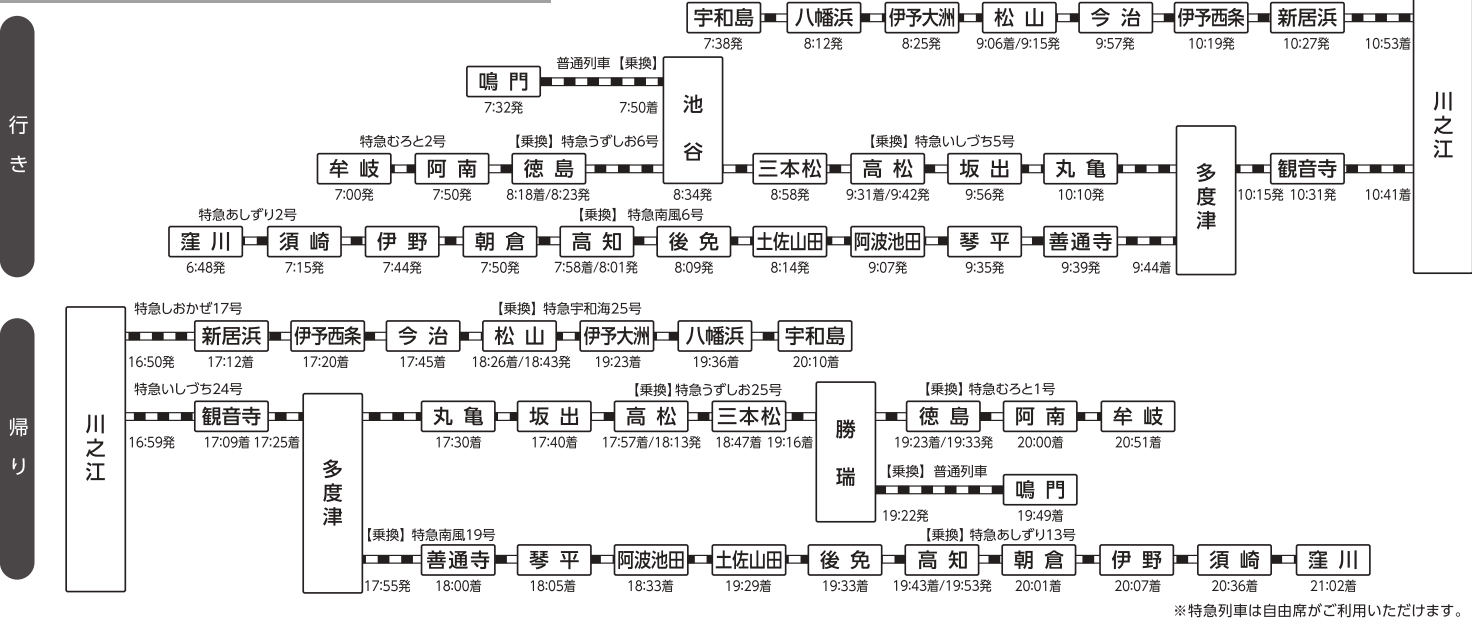 行き
宇和島 八幡浜 伊予大洲 松山 今治 伊予西条 新居浜
7:38発 8:12発 8:25発 9:06着/9:15発 9:57発 10:19発 10:27発 10:53着
普通列車 【乗換】
鳴門
7:32発 7:50着
池谷
川之江
特急むろと2号 【乗換】 特急うずしお6号 【乗換】 特急いしづち5号
牟岐 阿南 徳島 三本松 高松 坂出 丸亀 多度津 観音寺
7:00発 7:50発 8:18着/8:23発 8:34発 8:58発 9:31着/9:42発 9:56発 10:10発 10:15発 10:31発 10:41着
特急あしずり2号 【乗換】 特急南風6号
窪川 須崎 伊野 朝倉 高知 後免 土佐山田 阿波池田 琴平 善通寺
6:48発 7:15発 7:44発 7:50発 7:58着/8:01発 8:09発 8:14発 9:07発 9:35発 9:39発 9:44着
帰り
川之江
特急しおかぜ17号 【乗換】 特急宇和海25号
新居浜 伊予西条 今治 松山 伊予大洲 八幡浜 宇和島
16:50発 17:12着 17:20着 17:45着 18:26着/18:43発 19:23着 19:36着 20:10着
特急いしづち24号 【乗換】特急うずしお25号 【乗換】 特急むろと1号
観音寺 多度津 丸亀 坂出 高松 三本松 勝瑞 徳島 阿南 牟岐
16:59発 17:09着 17:25着 17:30着 17:40着 17:57着/18:13発 18:47着 19:16着 19:23着/19:33発 20:00着 20:51着
【乗換】 普通列車
鳴門
19:22発 19:49着
【乗換】 特急南風19号 【乗換】 特急あしずり13号
善通寺 琴平 阿波池田 土佐山田 後免 高知 朝倉 伊野 須崎 窪川
17:55発 18:00着 18:05着 18:33着 19:29着 19:33着 19:43着/19:53発 20:01着 20:07着 20:36着 21:02着
※特急列車は自由席がご利用いただけます。